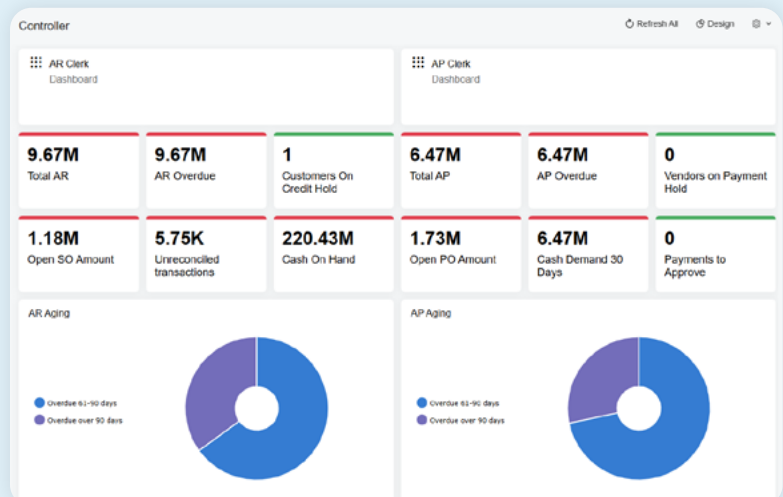 Controller
Refresh All
Design
AR Clerk
Dashboard
AP Clerk
Dashboard
9.67M
Total AR
9.67M
AR Overdue
1
Customers On
Credit Hold
6.47M
Total AP
6.47M
AP Overdue
0
Vendors on Payment
Hold
1.18M
Open SO Amount
5.75K
Unreconciled
transactions
220.43M
Cash On Hand
1.73M
Open PO Amount
6.47M
Cash Demand 30
Days
0
Payments to
Approve
AR Aging
Overdue 61-90 days
Overdue over 90 days
AP Aging
Overdue 61-90 days
Overdue over 90 days